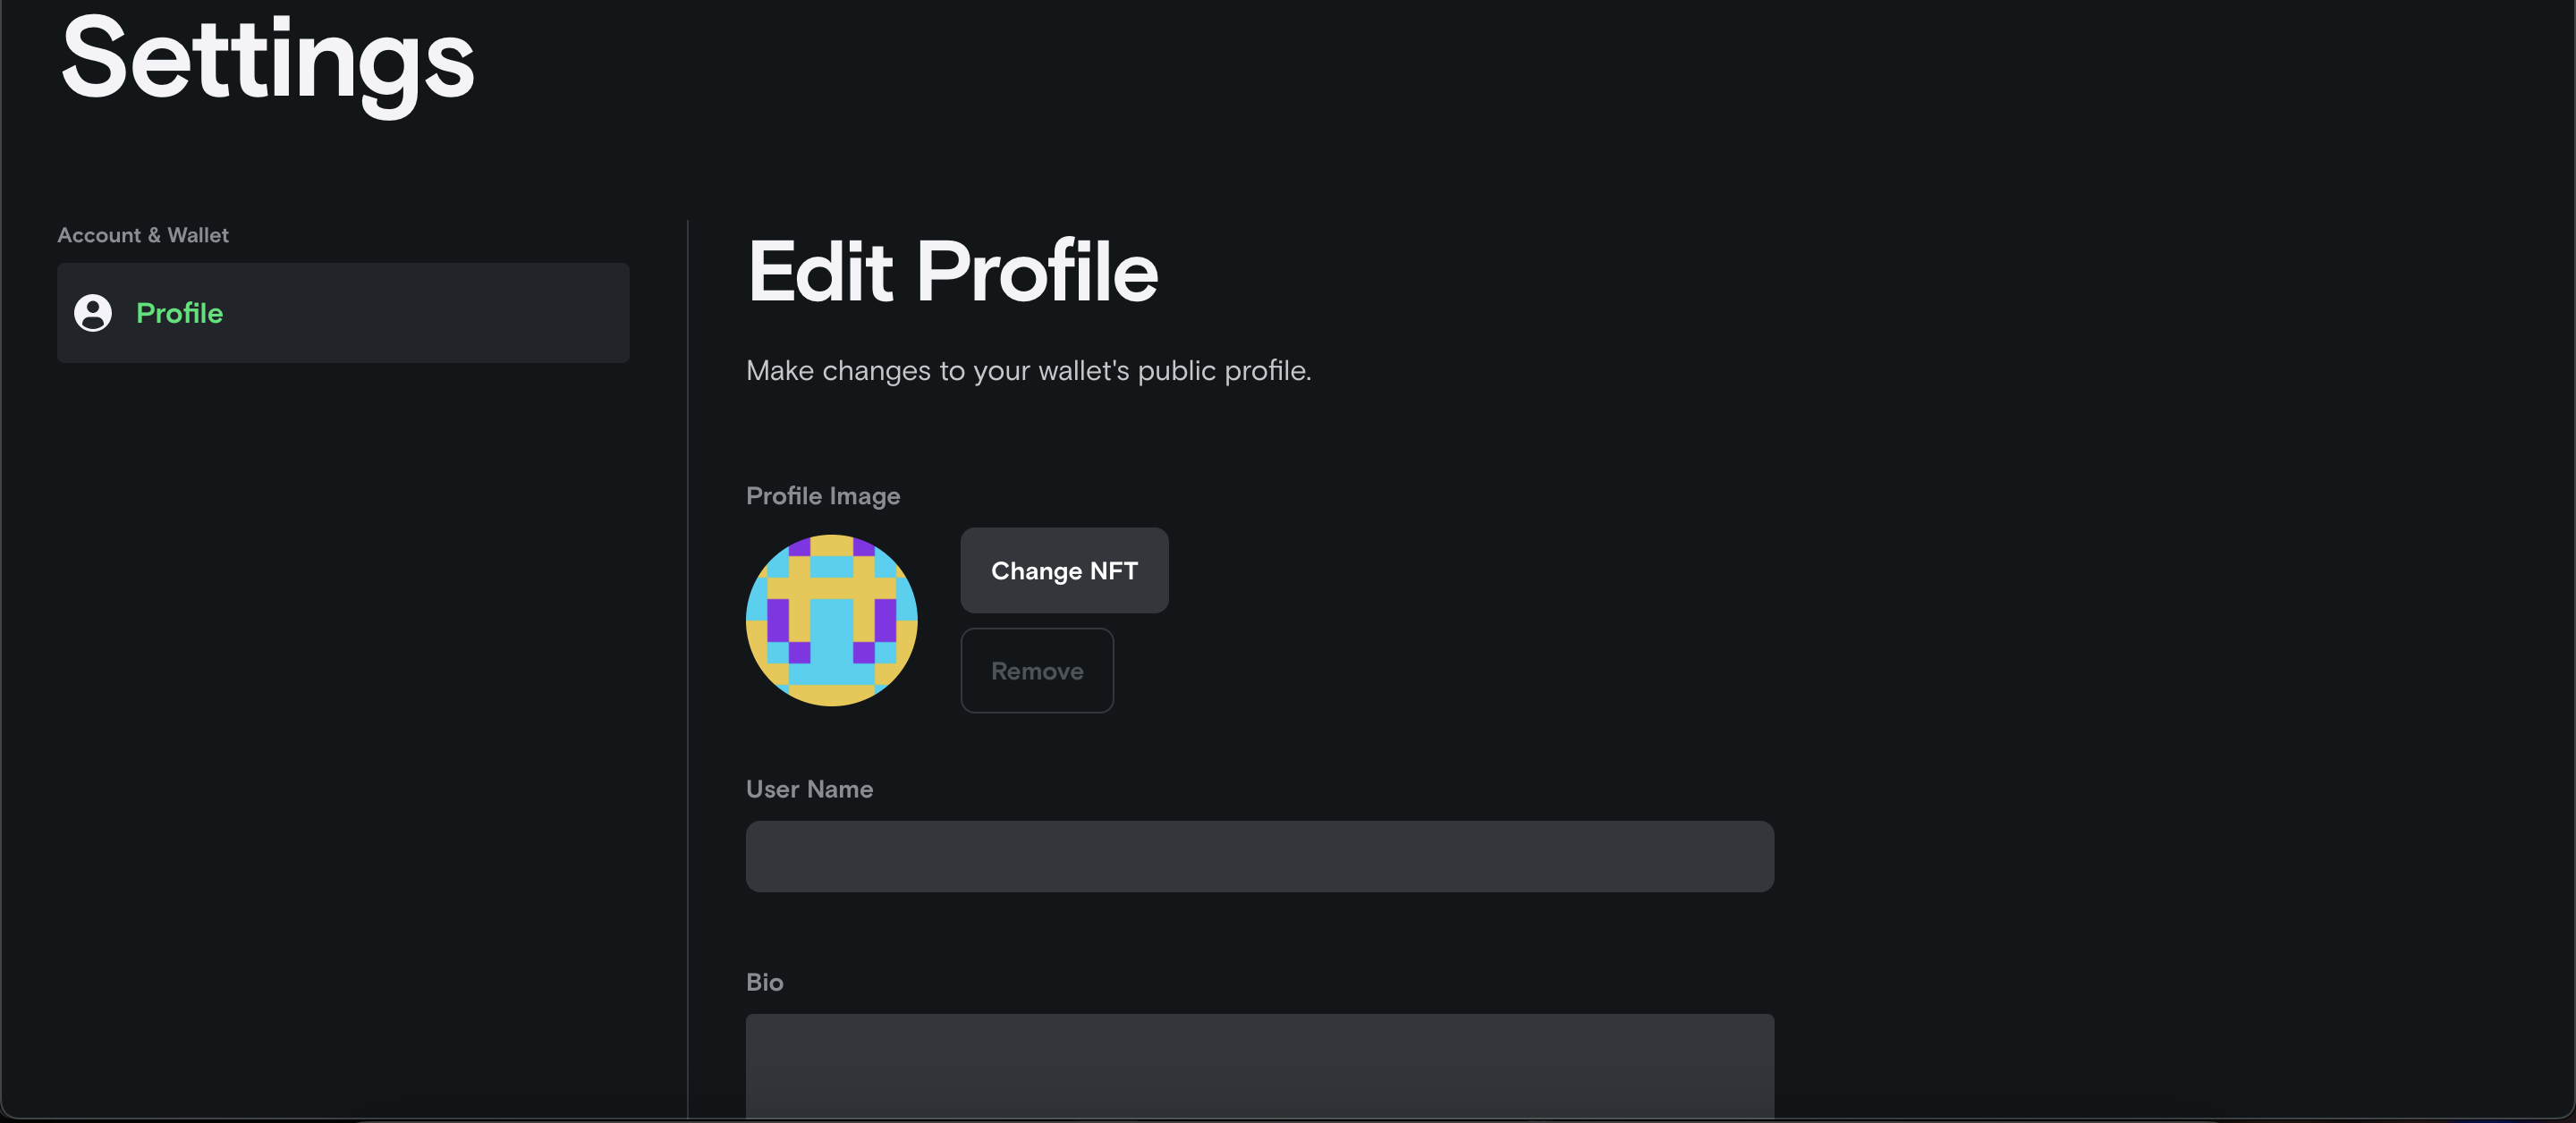 Settings
Account & Wallet
Profile
Edit Profile
Make changes to your wallet's public profile.
Profile Image
Change NFT
Remove
User Name
Bio